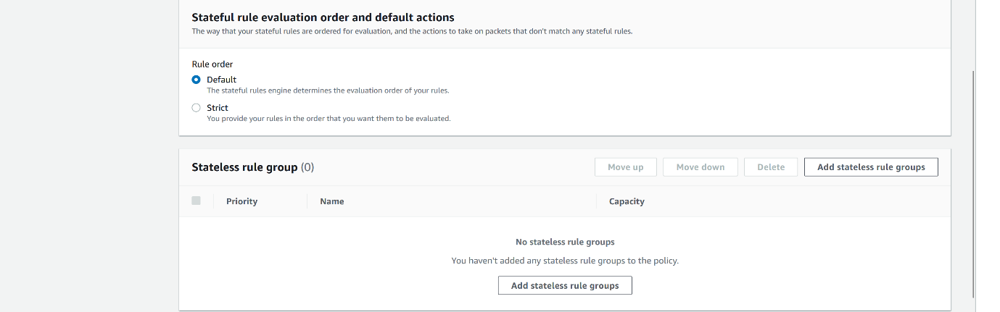 Stateful rule evaluation order and default actions
The way that your stateful rules are ordered for evaluation, and the actions to take on packets that don't match any stateful rules.
Rule order
Default
The stateful rules engine determines the evaluation order of your rules.
Strict
You provide your rules in the order that you want them to be evaluated.
Stateless rule group (0)
Move up
Move down
Delete
Add stateless rule groups
Priority
Name
Capacity
No stateless rule groups
You haven't added any stateless rule groups to the policy.
Add stateless rule groups